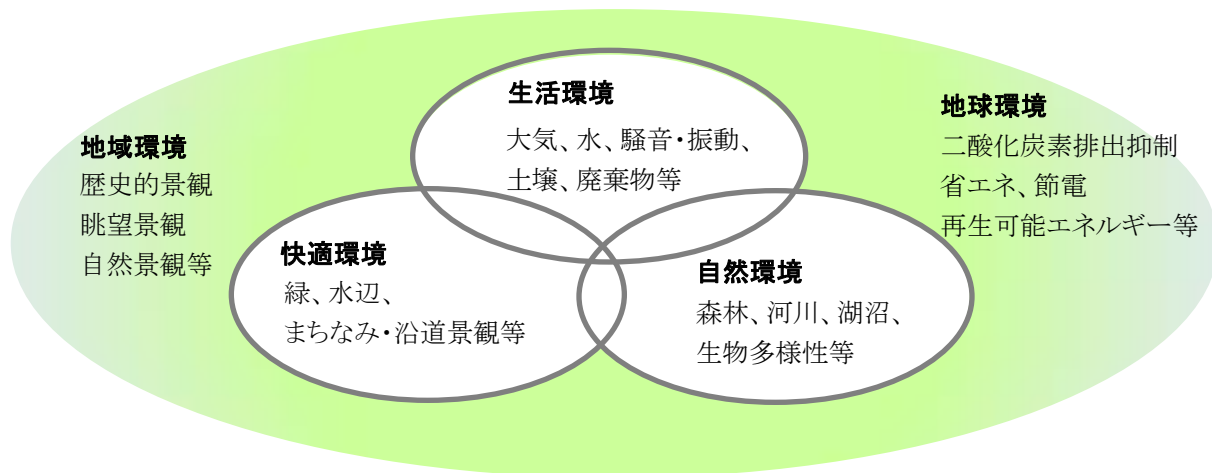 生活環境
大気、水、騒音・振動、
土壌、廃棄物等
地域環境
歴史的景観
眺望景観
自然景観等
地球環境
二酸化炭素排出抑制
省エネ、節電
再生可能エネルギー等
快適環境
緑、水辺、
まちなみ・沿道景観等
自然環境
森林、河川、湖沼、
生物多様性等